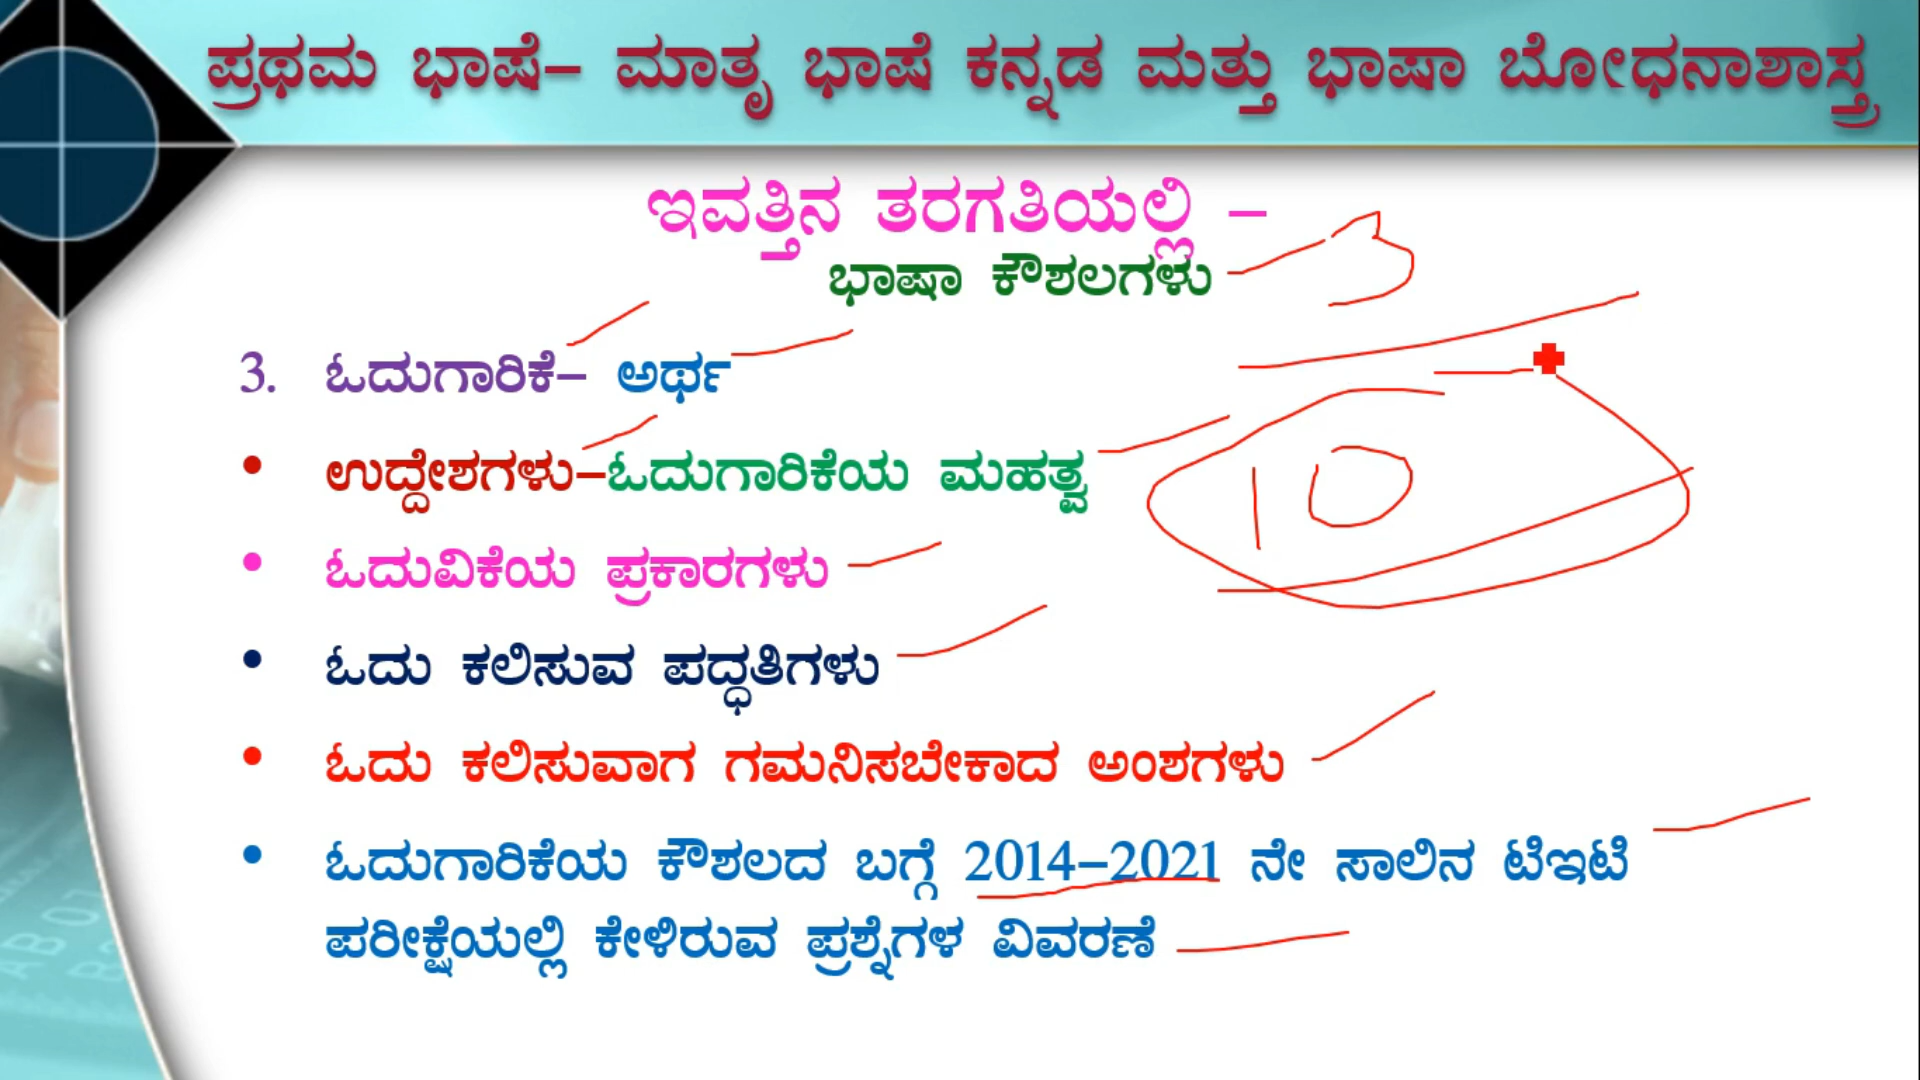 ಪ್ರಥಮ ಭಾಷೆ– ಮಾತೃ ಭಾಷೆ ಕನ್ನಡ ಮತ್ತು ಭಾಷಾ ಬೋಧನಾಶಾಸ್ತ್ರ
ಇವತ್ತಿನ ತರಗತಿಯಲ್ಲಿ –
ಭಾಷಾ ಕೌಶಲಗಳು
3
3. ಓದುಗಾರಿಕೆ– ಅರ್ಥ
• ಉದ್ದೇಶಗಳು–ಓದುಗಾರಿಕೆಯ ಮಹತ್ವ
10
• ಓದುವಿಕೆಯ ಪ್ರಕಾರಗಳು
• ಓದು ಕಲಿಸುವ ಪದ್ಧತಿಗಳು
• ಓದು ಕಲಿಸುವಾಗ ಗಮನಿಸಬೇಕಾದ ಅಂಶಗಳು
• ಓದುಗಾರಿಕೆಯ ಕೌಶಲದ ಬಗ್ಗೆ 2014–2021 ನೇ ಸಾಲಿನ ಟಿಇಟಿ
ಪರೀಕ್ಷೆಯಲ್ಲಿ ಕೇಳಿರುವ ಪ್ರಶ್ನೆಗಳ ವಿವರಣೆ